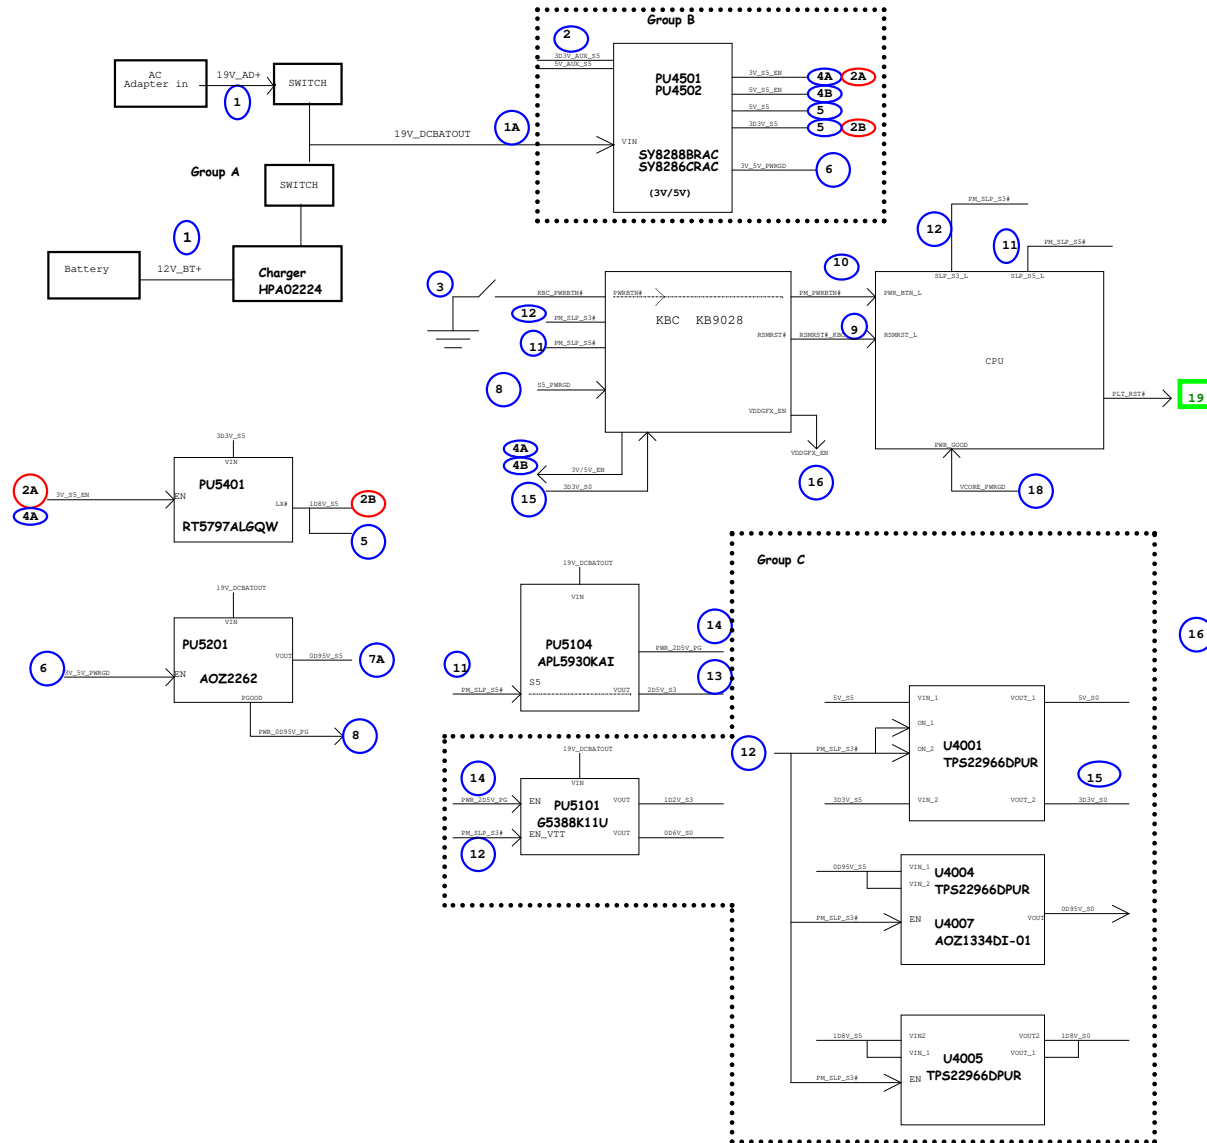 Group B
2
3D3V_AUX_S5
5V_AUX_S5
PU4501
PU4502
3V_S5_EN
4A
2A
5V_S5_EN
4B
5V_S5
5
3D3V_S5
5
2B
VIN
SY8288BRAC
SY8286CRAC
3V_5V_PWRGD
6
(3V/5V)
AC
Adapter in
19V_AD+
1
SWITCH
1A
19V_DCBATOUT
Group A
SWITCH
1
Battery
12V_BT+
Charger
HPA02224
PM_SLP_S3#
12
11
PM_SLP_S5#
10
SLP_S3_L
SLP_S5_L
3
KBC_PWRBTN#
PWRBTN#
PM_PWRBTN#
PWR_BTN_L
12
PM_SLP_S3#
KBC KB9028
9
RSMRST#
RSMRST#_KBC
RSMRST_L
11
PM_SLP_S5#
CPU
8
S5_PWRGD
PLT_RST#
19
VDDGFX_EN
VDDGFX_EN
16
4A
4B
3V/5V_EN
15
3D3V_S0
PWR_GOOD
VCORE_PWRGD
18
3D3V_S5
VIN
PU5401
2A
3V_S5_EN
EN
4A
LX#
1D8V_S5
2B
RT5797ALGQW
5
19V_DCBATOUT
VIN
PU5201
VOUT
0D95V_S5
7A
6
3V_5V_PWRGD
EN
AOZ2262
PGOOD
PWR_0D95V_PG
8
19V_DCBATOUT
VIN
PU5104
APL5930KAI
14
PWR_2D5V_PG
11
S5
13
PM_SLP_S5#
VOUT
2D5V_S3
19V_DCBATOUT
VIN
14
PWR_2D5V_PG
EN
PU5101
VOUT
1D2V_S3
G5388K11U
PM_SLP_S3#
EN_VTT
VOUT
0D6V_S0
12
Group C
16
5V_S5
VIN_1
VOUT_1
5V_S0
ON_1
12
PM_SLP_S3#
ON_2
U4001
TPS22966DPUR
15
3D3V_S5
VIN_2
VOUT_2
3D3V_S0
0D95V_S5
VIN_1
VIN_2
U4004
TPS22966DPUR
PM_SLP_S3#
EN
U4007
VOUT
0D95V_S0
AOZ1334DI-01
1D8V_S5
VIN2
VOUT2
1D8V_S0
VIN_1
VOUT_1
U4005
PM_SLP_S3#
EN
TPS22966DPUR